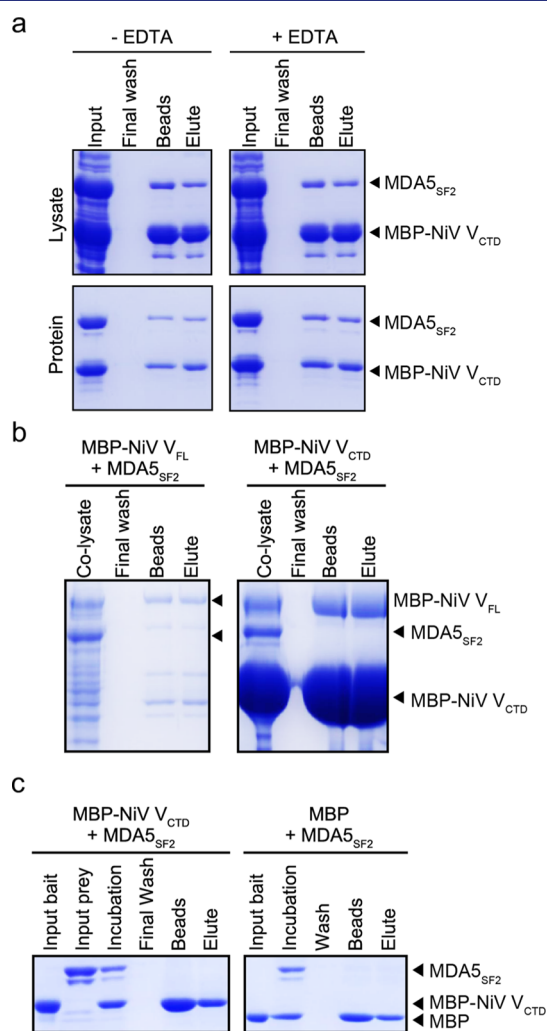 a
- EDTA
+ EDTA
Input
Final wash
Beads
Elute
Input
Final wash
Beads
Elute
Lysate
MDA5SF2
MBP-NiV VCTD
Protein
MDA5SF2
MBP-NiV VCTD
b
MBP-NiV VFL
+ MDA5SF2
MBP-NiV VCTD
+ MDA5SF2
Co-lysate
Final wash
Beads
Elute
Co-lysate
Final wash
Beads
Elute
MBP-NiV VFL
MDA5SF2
MBP-NiV VCTD
c
MBP-NiV VCTD
+ MDA5SF2
MBP
+ MDA5SF2
Input bait
Input prey
Incubation
Final Wash
Beads
Elute
Input bait
Incubation
Wash
Beads
Elute
MDA5SF2
MBP-NiV VCTD
MBP